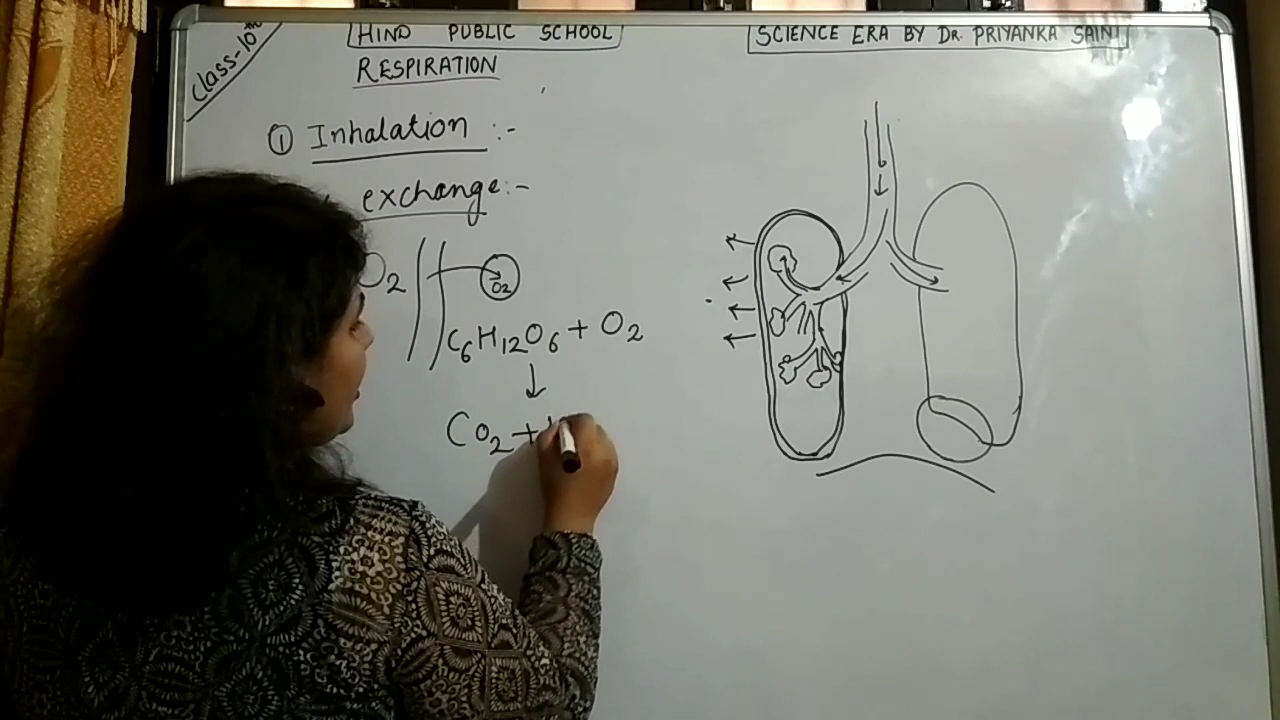 Class-10th
HIND PUBLIC SCHOOL
SCIENCE ERA BY DR. PRIYANKA SAINI
RESPIRATION
① Inhalation :-
exchange:-
O2
O2
C6H12O6 + O2
↓
CO2 +